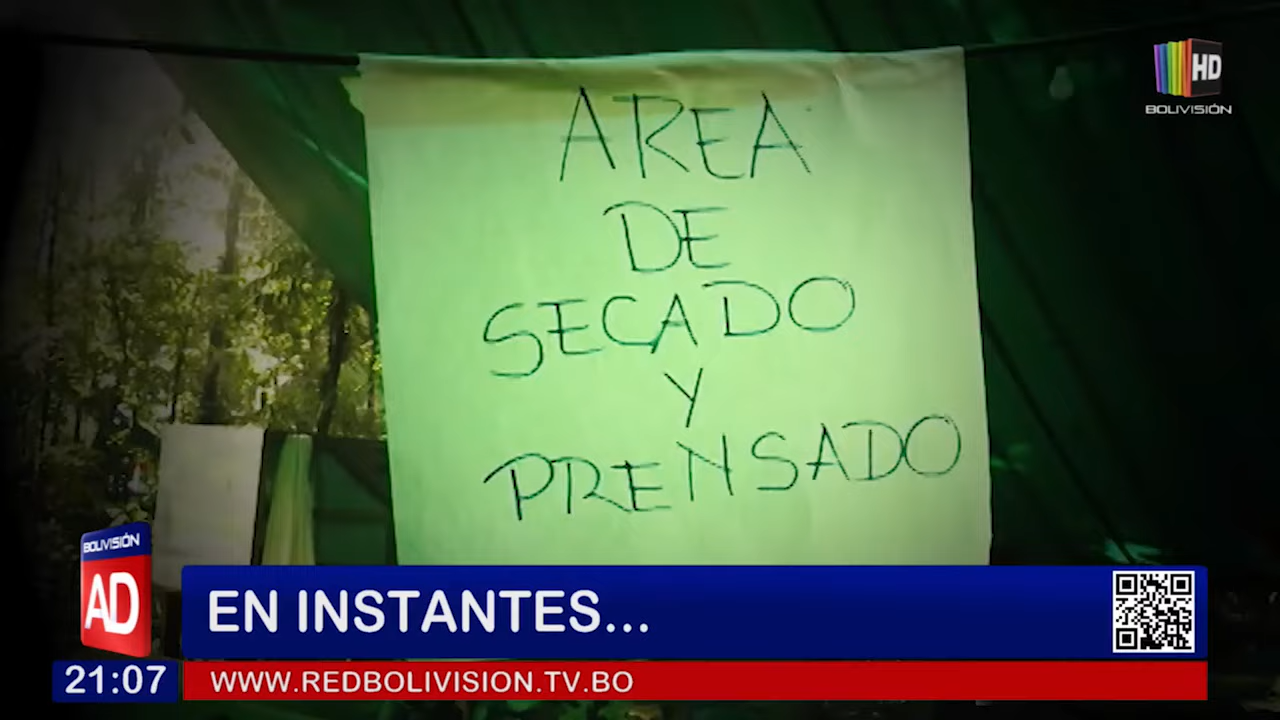 HD
BOLIVISIÓN
AREA
DE
SECADO
Y
PRENSADO
BOLIVISIÓN
AD
EN INSTANTES...
21:07
WWW.REDBOLIVISION.TV.BO